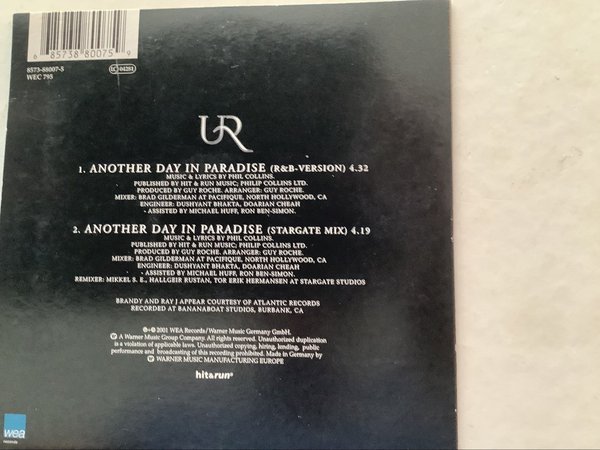 6 85738 80075 9
8573-88007-5
LC 04281
WEC 795
UR
1. ANOTHER DAY IN PARADISE (R&B-VERSION) 4.32
MUSIC & LYRICS BY PHIL COLLINS.
PUBLISHED BY HIT & RUN MUSIC; PHILIP COLLINS LTD.
PRODUCED BY GUY ROCHE. ARRANGER: GUY ROCHE.
MIXER: BRAD GILDERMAN AT PACIFIQUE, NORTH HOLLYWOOD, CA
ENGINEER: DUSHYANT BHAKTA, DOARIAN CHEAH
- ASSISTED BY MICHAEL HUFF, RON BEN-SIMON.
2. ANOTHER DAY IN PARADISE (STARGATE MIX) 4.19
MUSIC & LYRICS BY PHIL COLLINS.
PUBLISHED BY HIT & RUN MUSIC; PHILIP COLLINS LTD.
PRODUCED BY GUY ROCHE. ARRANGER: GUY ROCHE.
MIXER: BRAD GILDERMAN AT PACIFIQUE, NORTH HOLLYWOOD, CA
ENGINEER: DUSHYANT BHAKTA, DOARIAN CHEAH
- ASSISTED BY MICHAEL HUFF, RON BEN-SIMON.
REMIXER: MIKKEL S. E., HALLGEIR RUSTAN, TOR ERIK HERMANSEN AT STARGATE STUDIOS
BRANDY AND RAY J APPEAR COURTESY OF ATLANTIC RECORDS
RECORDED AT BANANABOAT STUDIOS, BURBANK, CA
℗+© 2001 WEA Records/Warner Music Germany GmbH.
A Warner Music Group Company. All rights reserved. Unauthorized duplication
is a violation of applicable laws. Unauthorized copying, hiring, lending, public
performance and broadcasting of this recording prohibited. Made in Germany by
WARNER MUSIC MANUFACTURING EUROPE
hit&run
wea
records